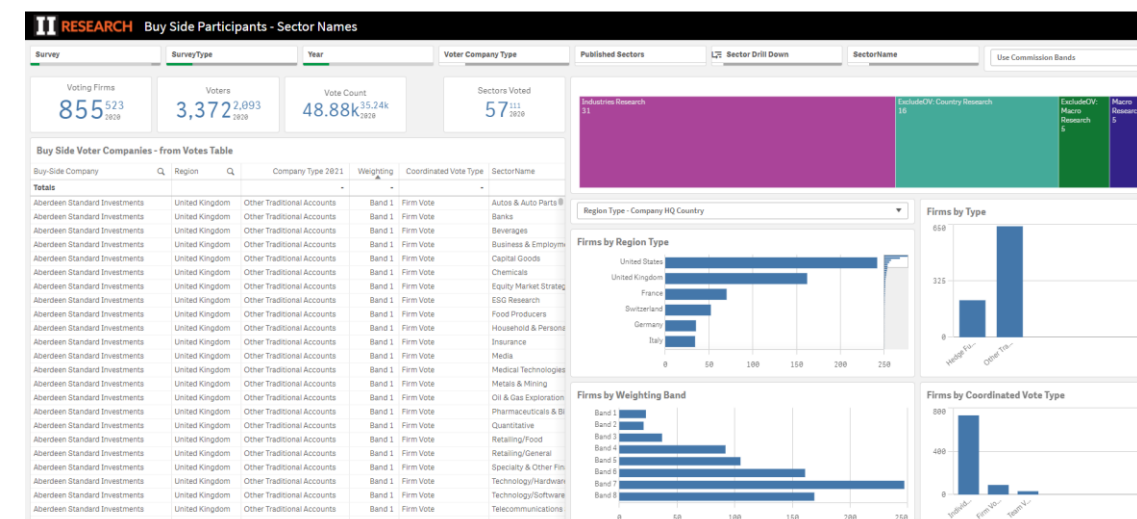 II RESEARCH Buy Side Participants - Sector Names
Survey SurveyType Year Voter Company Type Published Sectors Sector Drill Down SectorName Use Commission Bands
Voting Firms
855 523 2020
Voters
3,372 2,093 2020
Vote Count
48.88k 35.24k 2020
Sectors Voted
57 111 2020
Industries Research
31
ExcludeOV: Country Research
16
ExcludeOV:
Macro
Research
5
Macro
Researc
5
Buy Side Voter Companies - from Votes Table
Buy-Side Company Region Company Type 2021 Weighting Coordinated Vote Type SectorName
Totals - - -
Aberdeen Standard Investments United Kingdom Other Traditional Accounts Band 1 Firm Vote Autos & Auto Parts
Aberdeen Standard Investments United Kingdom Other Traditional Accounts Band 1 Firm Vote Banks
Aberdeen Standard Investments United Kingdom Other Traditional Accounts Band 1 Firm Vote Beverages
Aberdeen Standard Investments United Kingdom Other Traditional Accounts Band 1 Firm Vote Business & Employm
Aberdeen Standard Investments United Kingdom Other Traditional Accounts Band 1 Firm Vote Capital Goods
Aberdeen Standard Investments United Kingdom Other Traditional Accounts Band 1 Firm Vote Chemicals
Aberdeen Standard Investments United Kingdom Other Traditional Accounts Band 1 Firm Vote Equity Market Strateg
Aberdeen Standard Investments United Kingdom Other Traditional Accounts Band 1 Firm Vote ESG Research
Aberdeen Standard Investments United Kingdom Other Traditional Accounts Band 1 Firm Vote Food Producers
Aberdeen Standard Investments United Kingdom Other Traditional Accounts Band 1 Firm Vote Household & Persona
Aberdeen Standard Investments United Kingdom Other Traditional Accounts Band 1 Firm Vote Insurance
Aberdeen Standard Investments United Kingdom Other Traditional Accounts Band 1 Firm Vote Media
Aberdeen Standard Investments United Kingdom Other Traditional Accounts Band 1 Firm Vote Medical Technologies
Aberdeen Standard Investments United Kingdom Other Traditional Accounts Band 1 Firm Vote Metals & Mining
Aberdeen Standard Investments United Kingdom Other Traditional Accounts Band 1 Firm Vote Oil & Gas Exploration
Aberdeen Standard Investments United Kingdom Other Traditional Accounts Band 1 Firm Vote Pharmaceuticals & Bi
Aberdeen Standard Investments United Kingdom Other Traditional Accounts Band 1 Firm Vote Quantitative
Aberdeen Standard Investments United Kingdom Other Traditional Accounts Band 1 Firm Vote Retailing/Food
Aberdeen Standard Investments United Kingdom Other Traditional Accounts Band 1 Firm Vote Retailing/General
Aberdeen Standard Investments United Kingdom Other Traditional Accounts Band 1 Firm Vote Specialty & Other Fin
Aberdeen Standard Investments United Kingdom Other Traditional Accounts Band 1 Firm Vote Technology/Hardwar
Aberdeen Standard Investments United Kingdom Other Traditional Accounts Band 1 Firm Vote Technology/Software
Aberdeen Standard Investments United Kingdom Other Traditional Accounts Band 1 Firm Vote Telecommunications
Region Type - Company HQ Country
Firms by Region Type
United States
United Kingdom
France
Switzerland
Germany
Italy
0 50 100 150 200 250
Firms by Type
650
325
0
Hedge Fu... Other Tra...
Firms by Weighting Band
Band 1
Band 2
Band 3
Band 4
Band 5
Band 6
Band 7
Band 8
0 50 100 150 200 250
Firms by Coordinated Vote Type
800
400
0
Individ... Firm Vo... Team V...